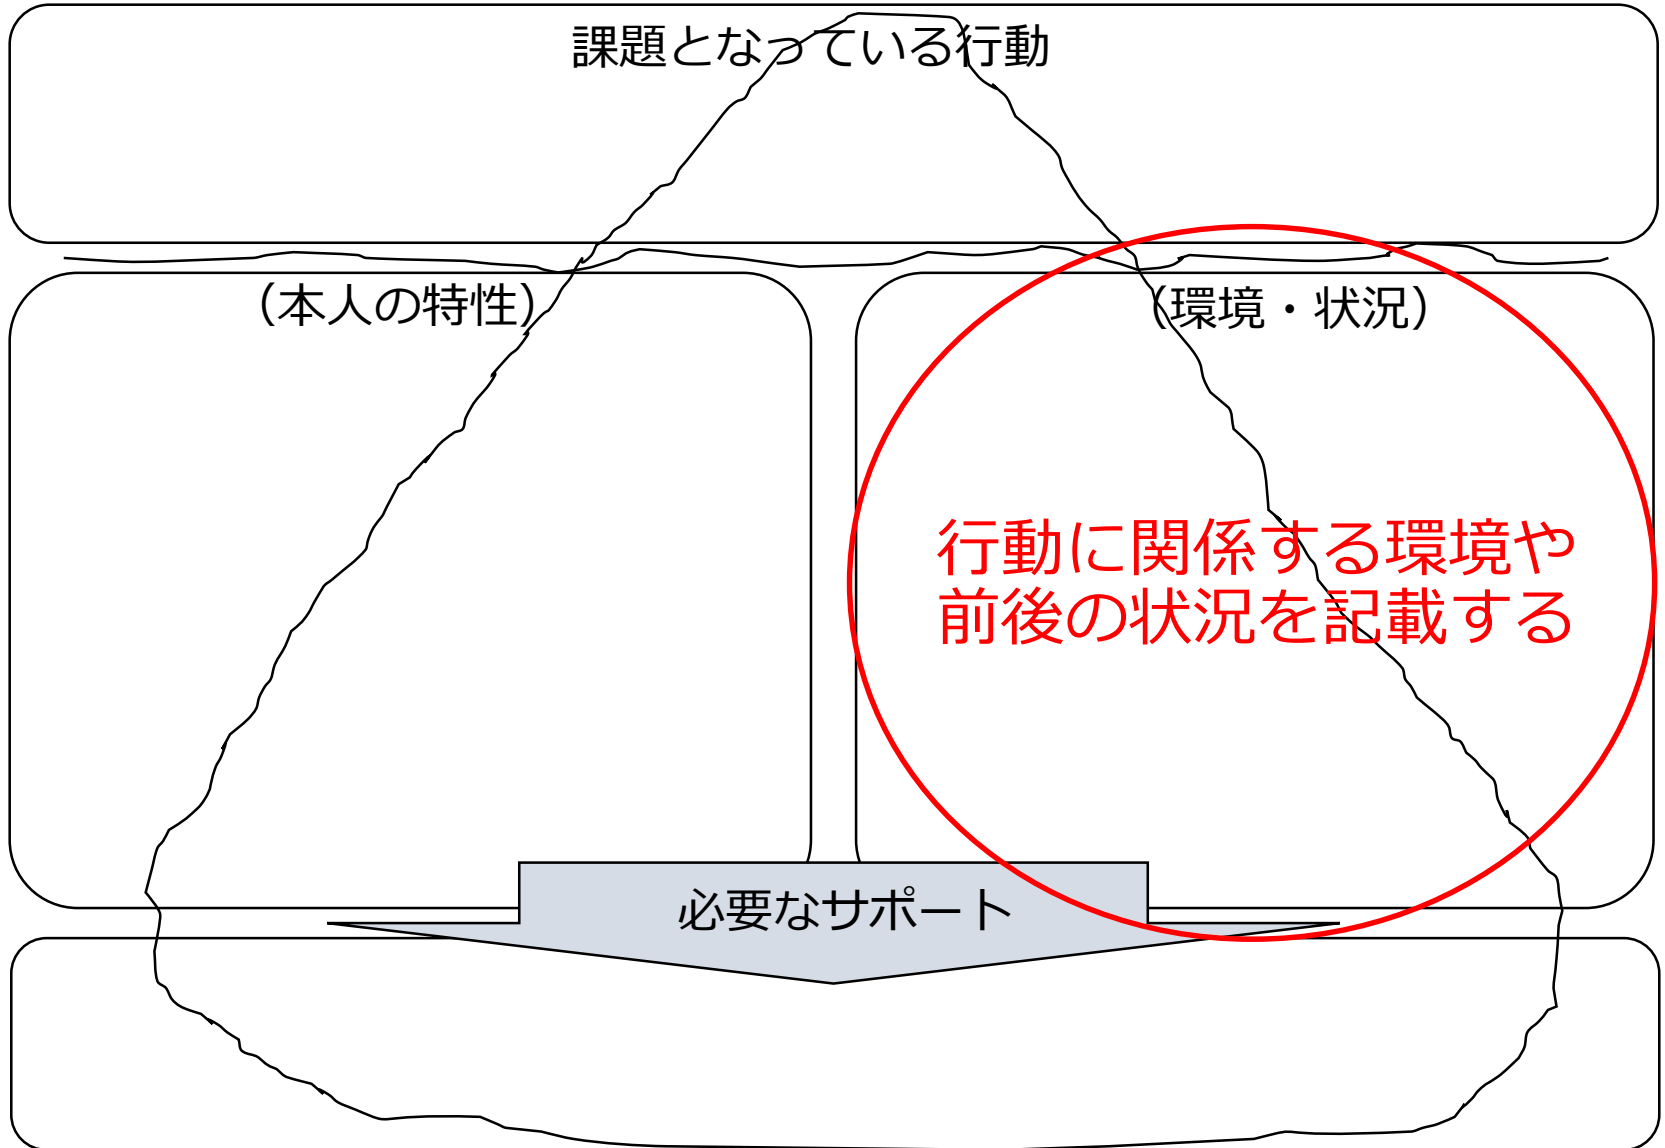 課題となっている行動
（本人の特性）
（環境・状況）
行動に関係する環境や
前後の状況を記載する
必要なサポート